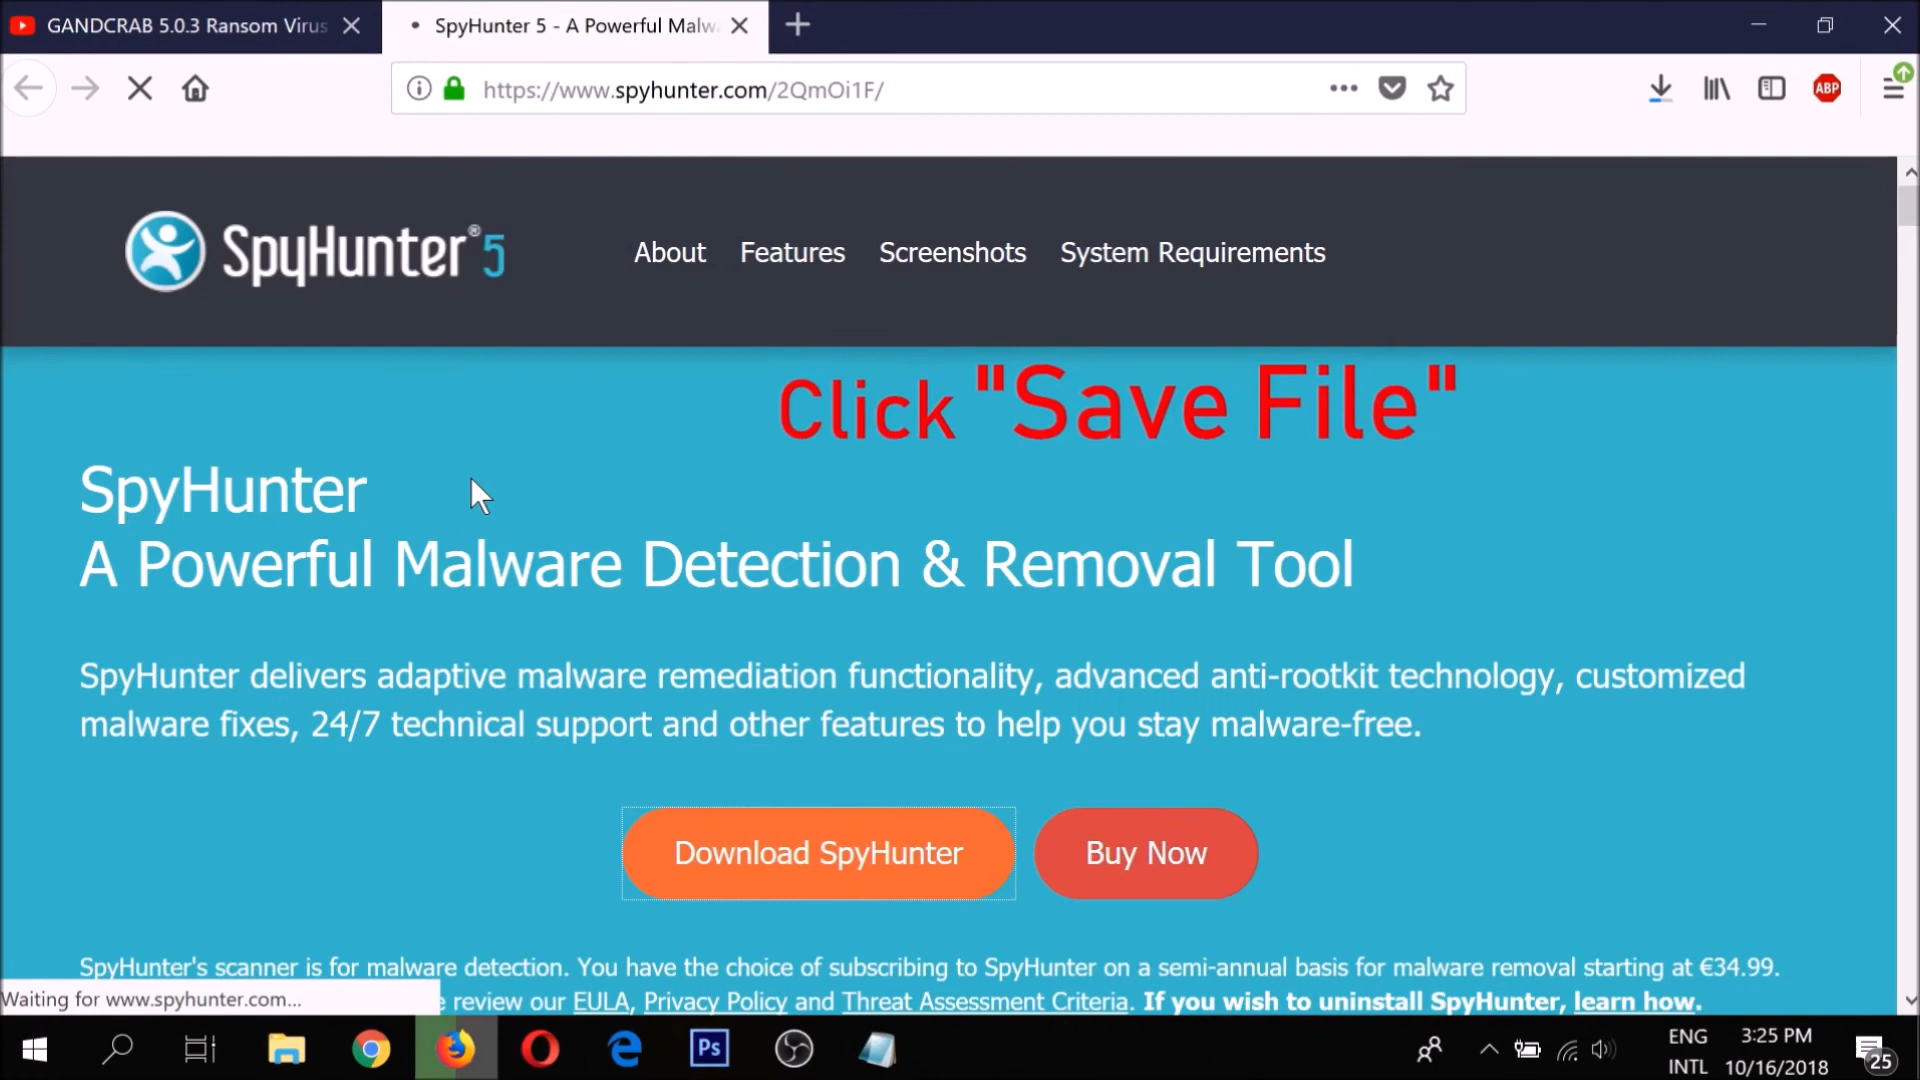 GANDCRAB 5.0.3 Ransom Virus
SpyHunter 5 - A Powerful Malw
https://www.spyhunter.com/2QmOi1F/
ABP
SpyHunter® 5
About Features Screenshots System Requirements
Click "Save File"
SpyHunter
A Powerful Malware Detection & Removal Tool
SpyHunter delivers adaptive malware remediation functionality, advanced anti-rootkit technology, customized
malware fixes, 24/7 technical support and other features to help you stay malware-free.
Download SpyHunter Buy Now
SpyHunter's scanner is for malware detection. You have the choice of subscribing to SpyHunter on a semi-annual basis for malware removal starting at €34.99.
Waiting for www.spyhunter.com... e review our EULA, Privacy Policy and Threat Assessment Criteria. If you wish to uninstall SpyHunter, learn how.
Ps
ENG 3:25 PM
INTL 10/16/2018 25